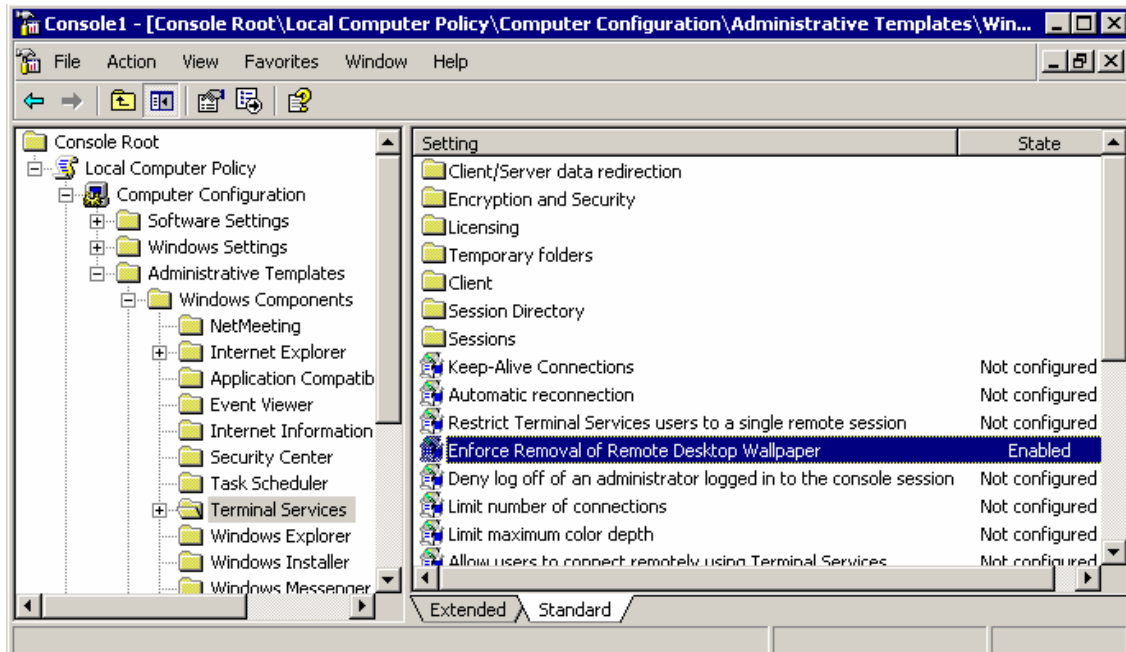 Console1 - [Console Root\Local Computer Policy\Computer Configuration\Administrative Templates\Win...
File Action View Favorites Window Help
Console Root
Local Computer Policy
Computer Configuration
Software Settings
Windows Settings
Administrative Templates
Windows Components
NetMeeting
Internet Explorer
Application Compatib
Event Viewer
Internet Information
Security Center
Task Scheduler
Terminal Services
Windows Explorer
Windows Installer
Windows Messenger
Setting State
Client/Server data redirection
Encryption and Security
Licensing
Temporary folders
Client
Session Directory
Sessions
Keep-Alive Connections Not configured
Automatic reconnection Not configured
Restrict Terminal Services users to a single remote session Not configured
Enforce Removal of Remote Desktop Wallpaper Enabled
Deny log off of an administrator logged in to the console session Not configured
Limit number of connections Not configured
Limit maximum color depth Not configured
Allow users to connect remotely using Terminal Services Not configured
Extended Standard